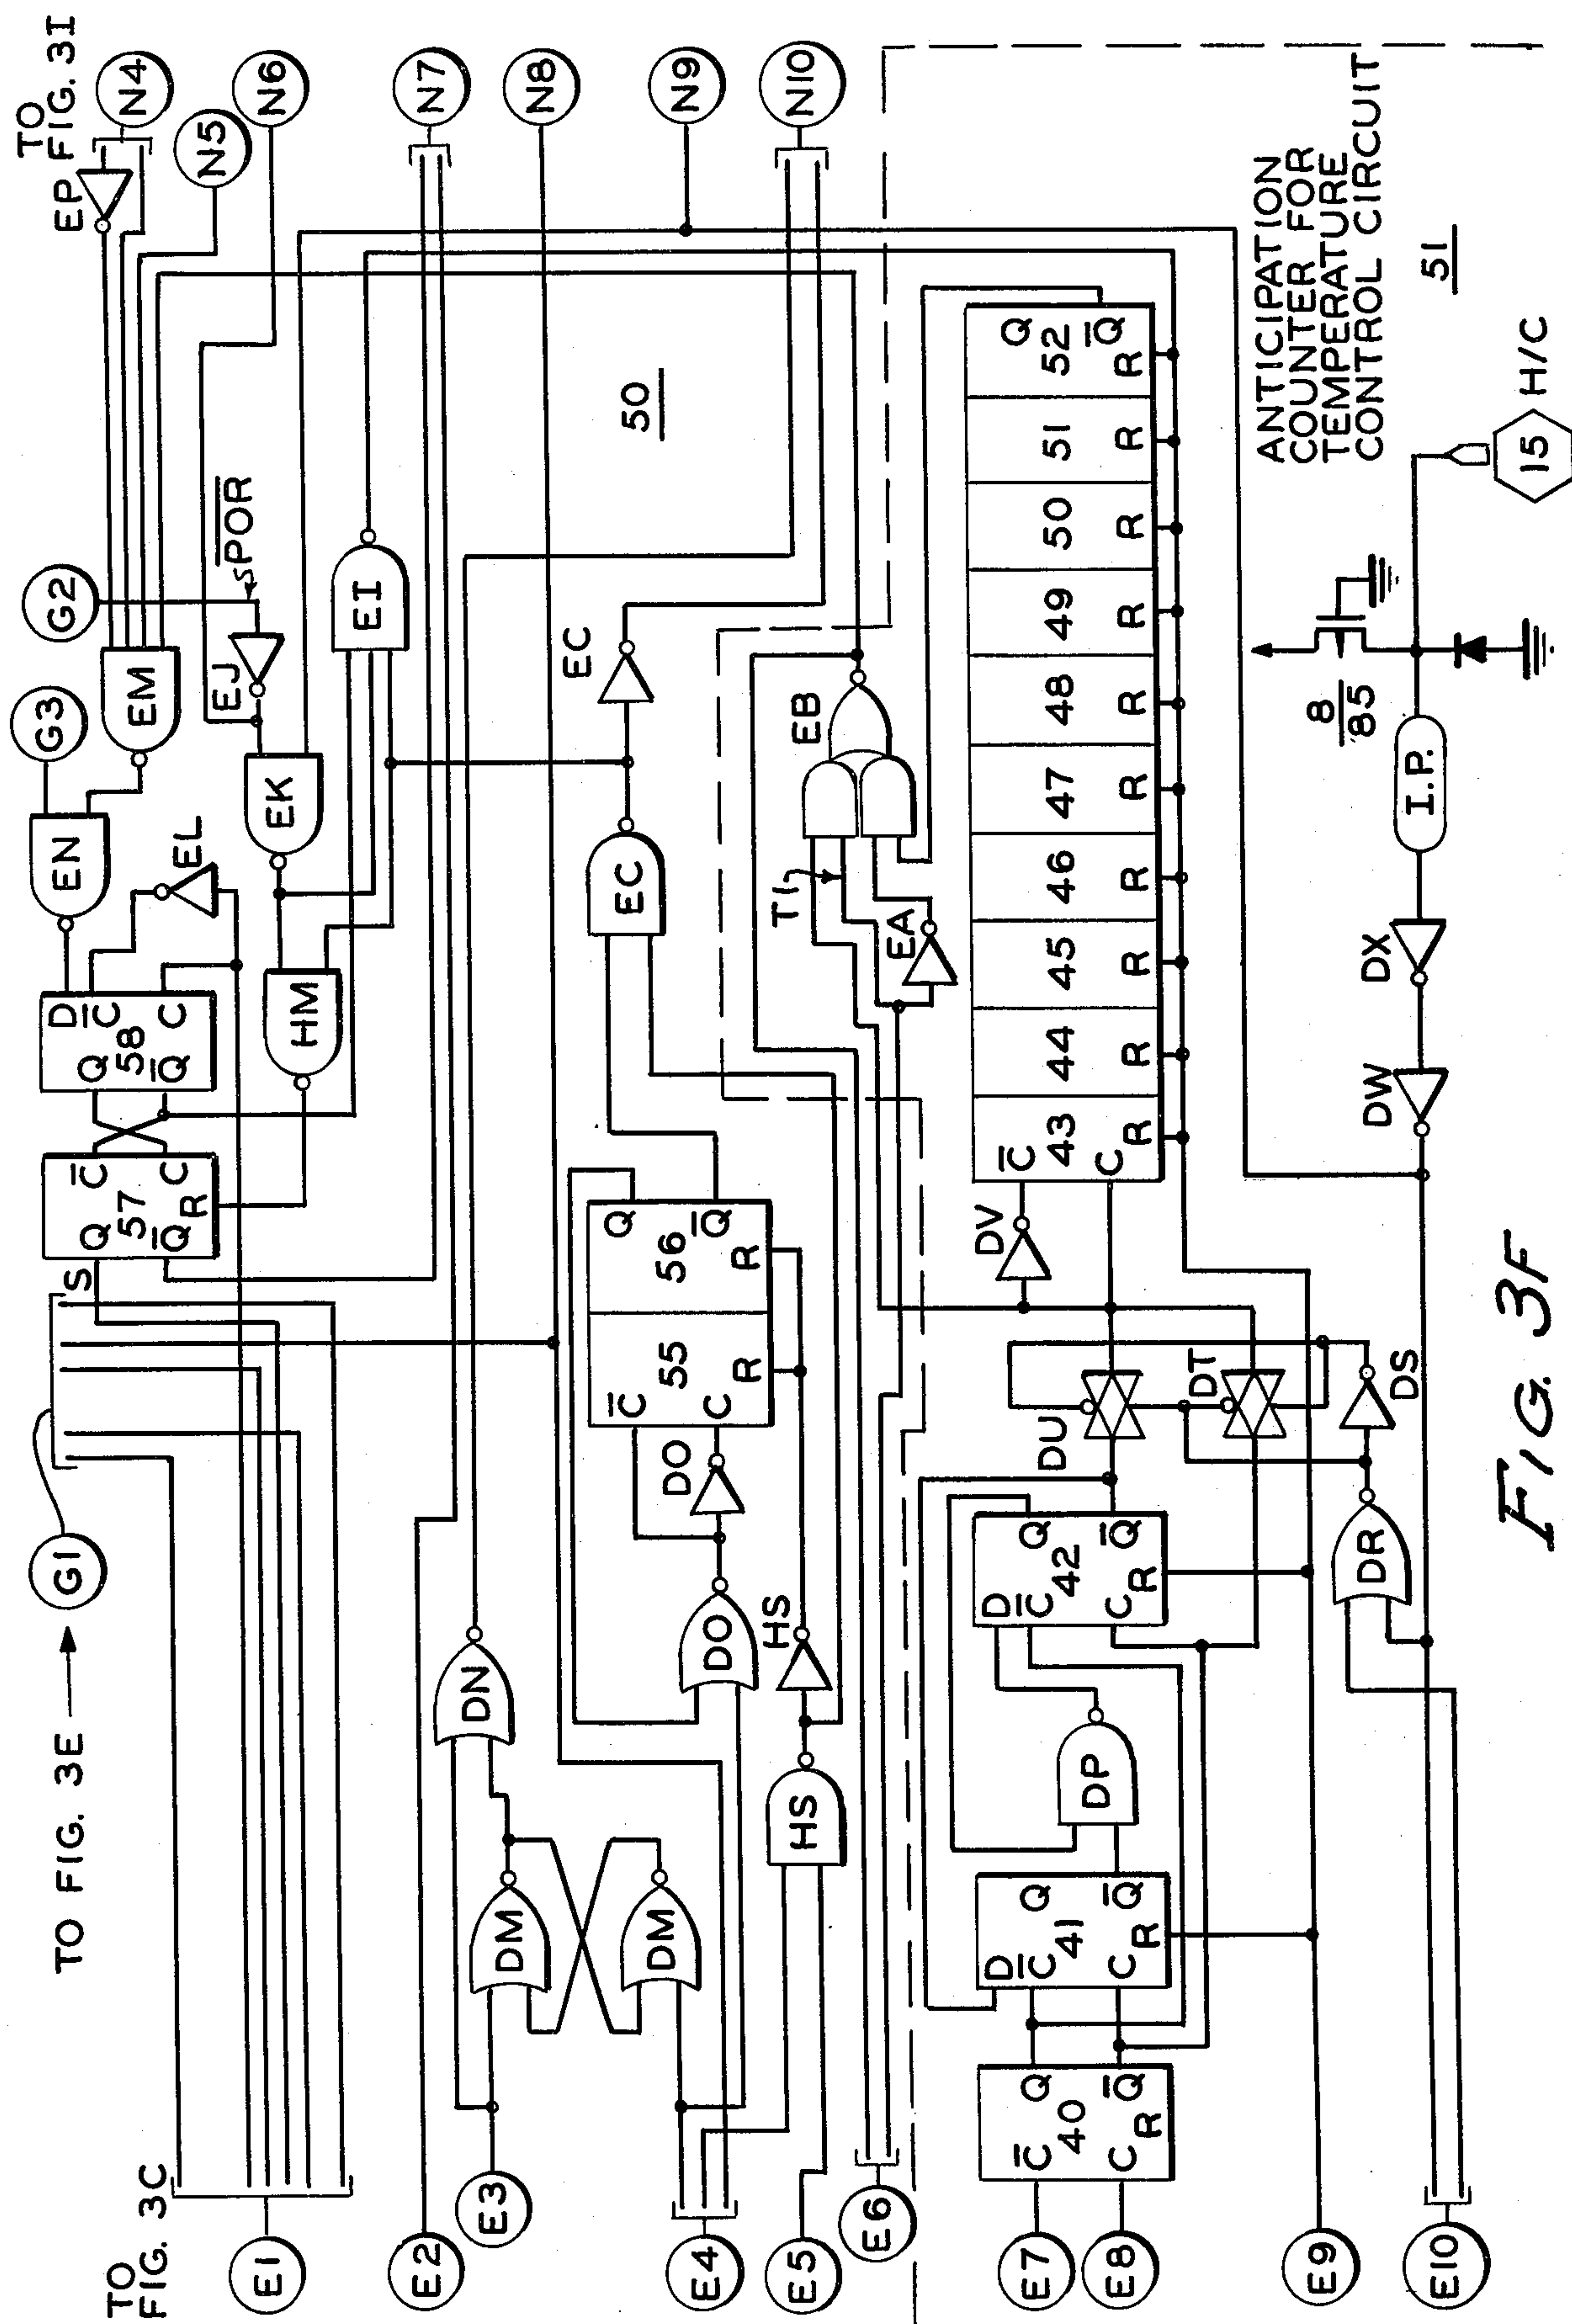 TO
FIG. 3C
TO FIG. 3E
G1
G3
G2
TO
FIG. 3I
E1
E2
E3
E4
E5
E6
E7
E8
E9
E10
N4
N5
N6
N7
N8
N9
N10
EP
EN
EM
EL
EJ
POR
EK
HM
EI
S
Q C̅
57
Q̅ C
R
Q D
58 C̅
Q̅ C
50
DN
DM
DM
DO
DO
HS
HS
C̅ 55 56 Q
C R R Q̅
EC
EC
EB
T1
EA
C̅ 40 Q
C R Q̅
D Q
C̅ 41
C R Q̅
DP
D Q
C̅ 42
C R Q̅
DU
DT
DS
DR
DV
C̅ 43 44 45 46 47 48 49 50 51 52 Q
C Q̅
R R R R R R R R R R
DW
DX
I.P.
8
85
15 H/C
ANTICIPATION
COUNTER FOR
TEMPERATURE
CONTROL CIRCUIT
51
FIG. 3F